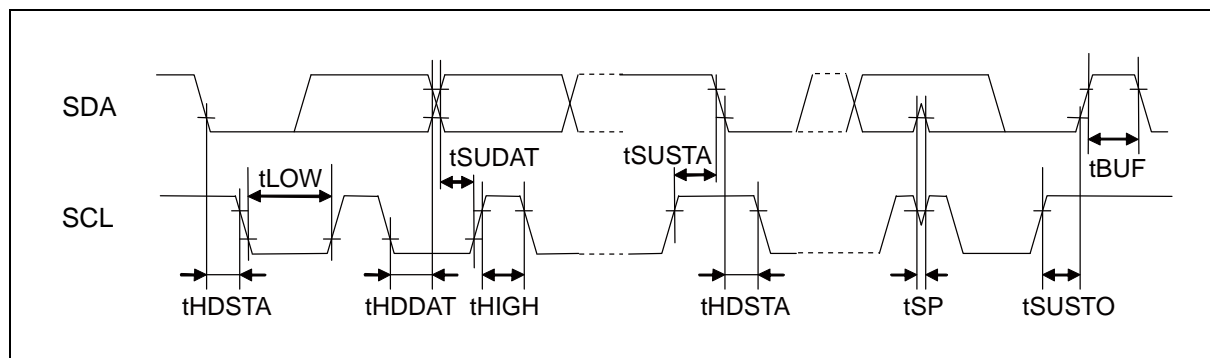 SDA
tSUDAT
tSUSTA
tBUF
tLOW
SCL
tHDSTA
tHDDAT
tHIGH
tHDSTA
tSP
tSUSTO